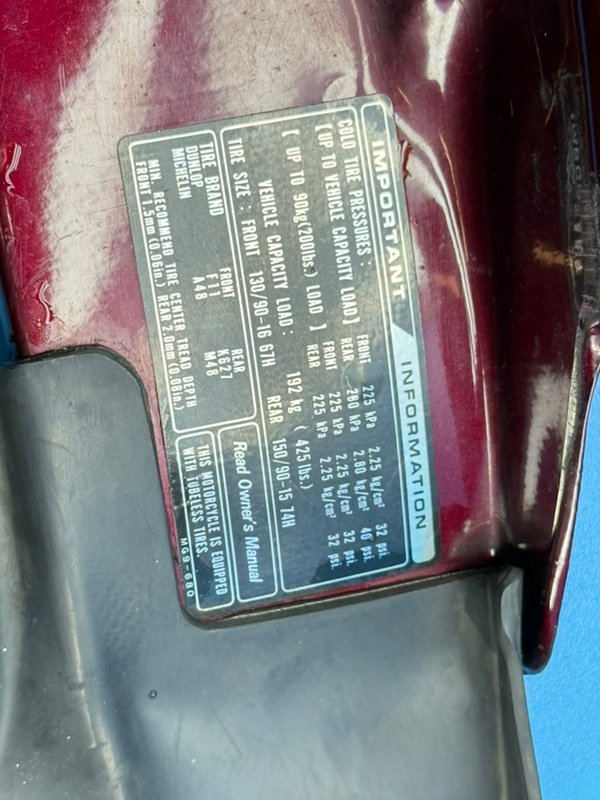 IMPORTANT INFORMATION
COLD TIRE PRESSURES :
[UP TO VEHICLE CAPACITY LOAD] FRONT 225 kPa 2.25 kg/cm² 32 psi.
REAR 280 kPa 2.80 kg/cm² 40 psi.
[ UP TO 90kg(200lbs.) LOAD ] FRONT 225 kPa 2.25 kg/cm² 32 psi.
REAR 225 kPa 2.25 kg/cm² 32 psi.
VEHICLE CAPACITY LOAD : 192 kg ( 425 lbs.)
TIRE SIZE : FRONT 130/90-16 67H REAR 150/90-15 74H
TIRE BRAND FRONT REAR
DUNLOP F11 K627
MICHELIN A48 M48
MIN. RECOMMEND TIRE CENTER TREAD DEPTH
FRONT 1.5mm(0.06in.) REAR 2.0mm(0.08in.)
Read Owner's Manual
THIS MOTORCYCLE IS EQUIPPED
WITH TUBELESS TIRES.
MG9-680